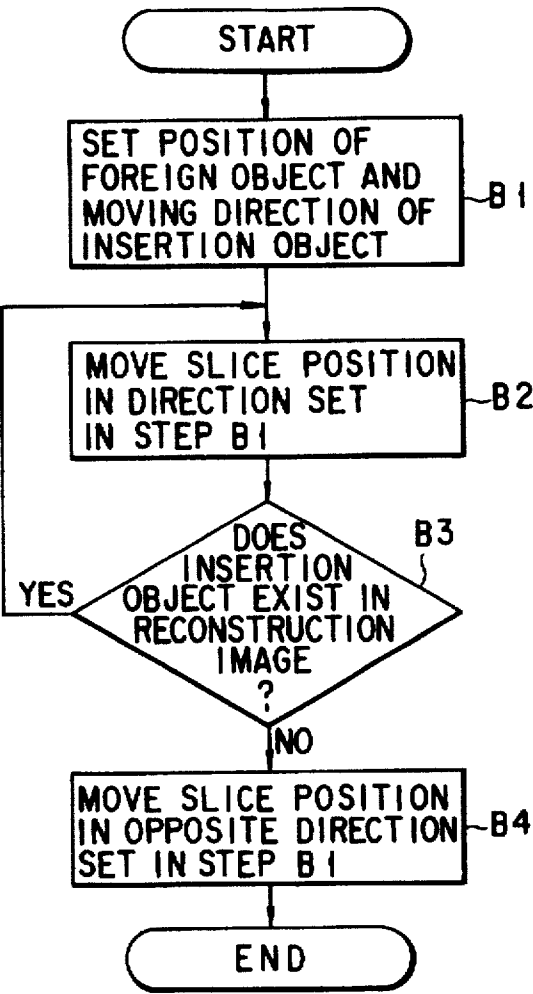 START
SET POSITION OF
FOREIGN OBJECT AND
MOVING DIRECTION OF
INSERTION OBJECT
B1
MOVE SLICE POSITION
IN DIRECTION SET
IN STEP B1
B2
B3
DOES
INSERTION
OBJECT EXIST IN
RECONSTRUCTION
IMAGE
?
YES
NO
MOVE SLICE POSITION
IN OPPOSITE DIRECTION
SET IN STEP B1
B4
END